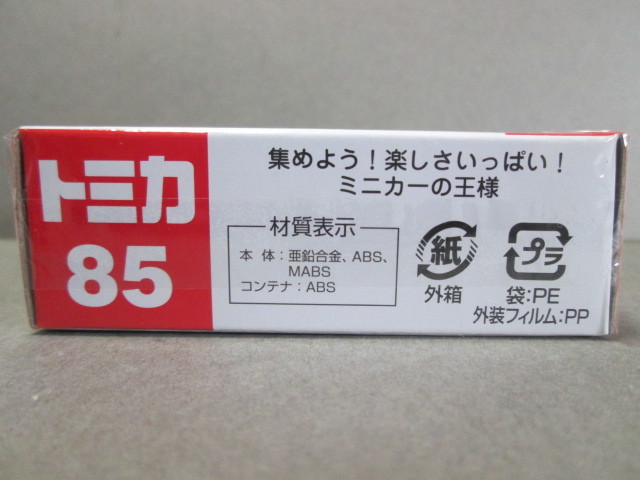 トミカ
85
集めよう!楽しさいっぱい!
ミニカーの王様
材質表示
本 体:亜鉛合金、ABS、
MABS
コンテナ:ABS
紙
外箱
プラ
袋:PE
外装フィルム:PP